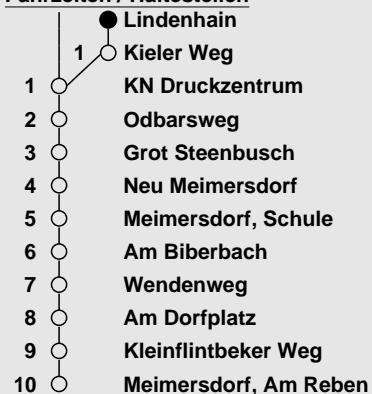 Fahrzeiten / Haltestellen
Lindenhain
1 Kieler Weg
1 KN Druckzentrum
2 Odbarsweg
3 Grot Steenbusch
4 Neu Meimersdorf
5 Meimersdorf, Schule
6 Am Biberbach
7 Wendenweg
8 Am Dorfplatz
9 Kleinflintbeker Weg
10 Meimersdorf, Am Reben